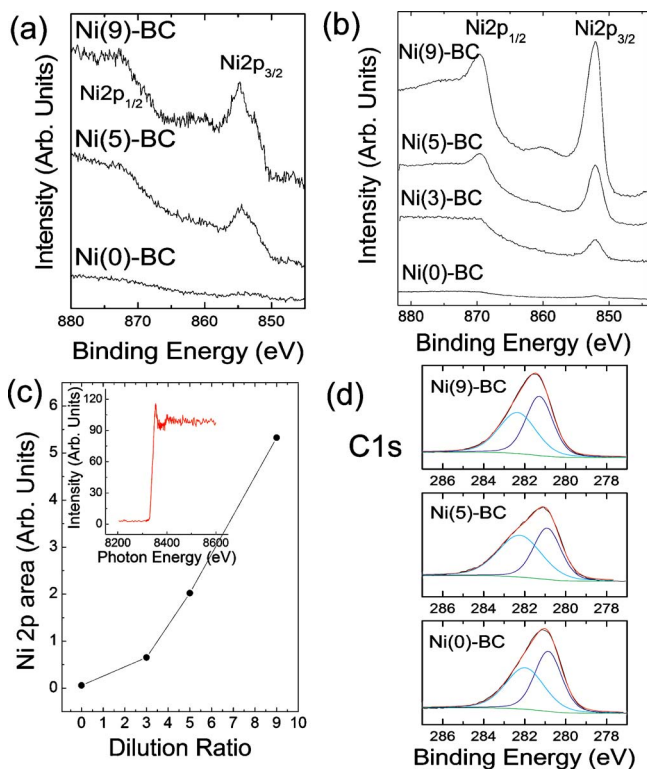 (a)
Ni(9)-BC
Ni2p3/2
Ni2p1/2
Ni(5)-BC
Ni(0)-BC
Intensity (Arb. Units)
880 870 860 850
Binding Energy (eV)
(b)
Ni2p1/2 Ni2p3/2
Ni(9)-BC
Ni(5)-BC
Ni(3)-BC
Ni(0)-BC
Intensity (Arb. Units)
880 870 860 850
Binding Energy (eV)
(c)
Ni 2p area (Arb. Units)
6
5
4
3
2
1
0
0 1 2 3 4 5 6 7 8 9 10
Dilution Ratio
Intensity (Arb. Units)
120
90
60
30
0
8200 8400 8600
Photon Energy (eV)
(d)
C1s
Ni(9)-BC
286 284 282 280 278
Ni(5)-BC
286 284 282 280 278
Ni(0)-BC
286 284 282 280 278
Binding Energy (eV)